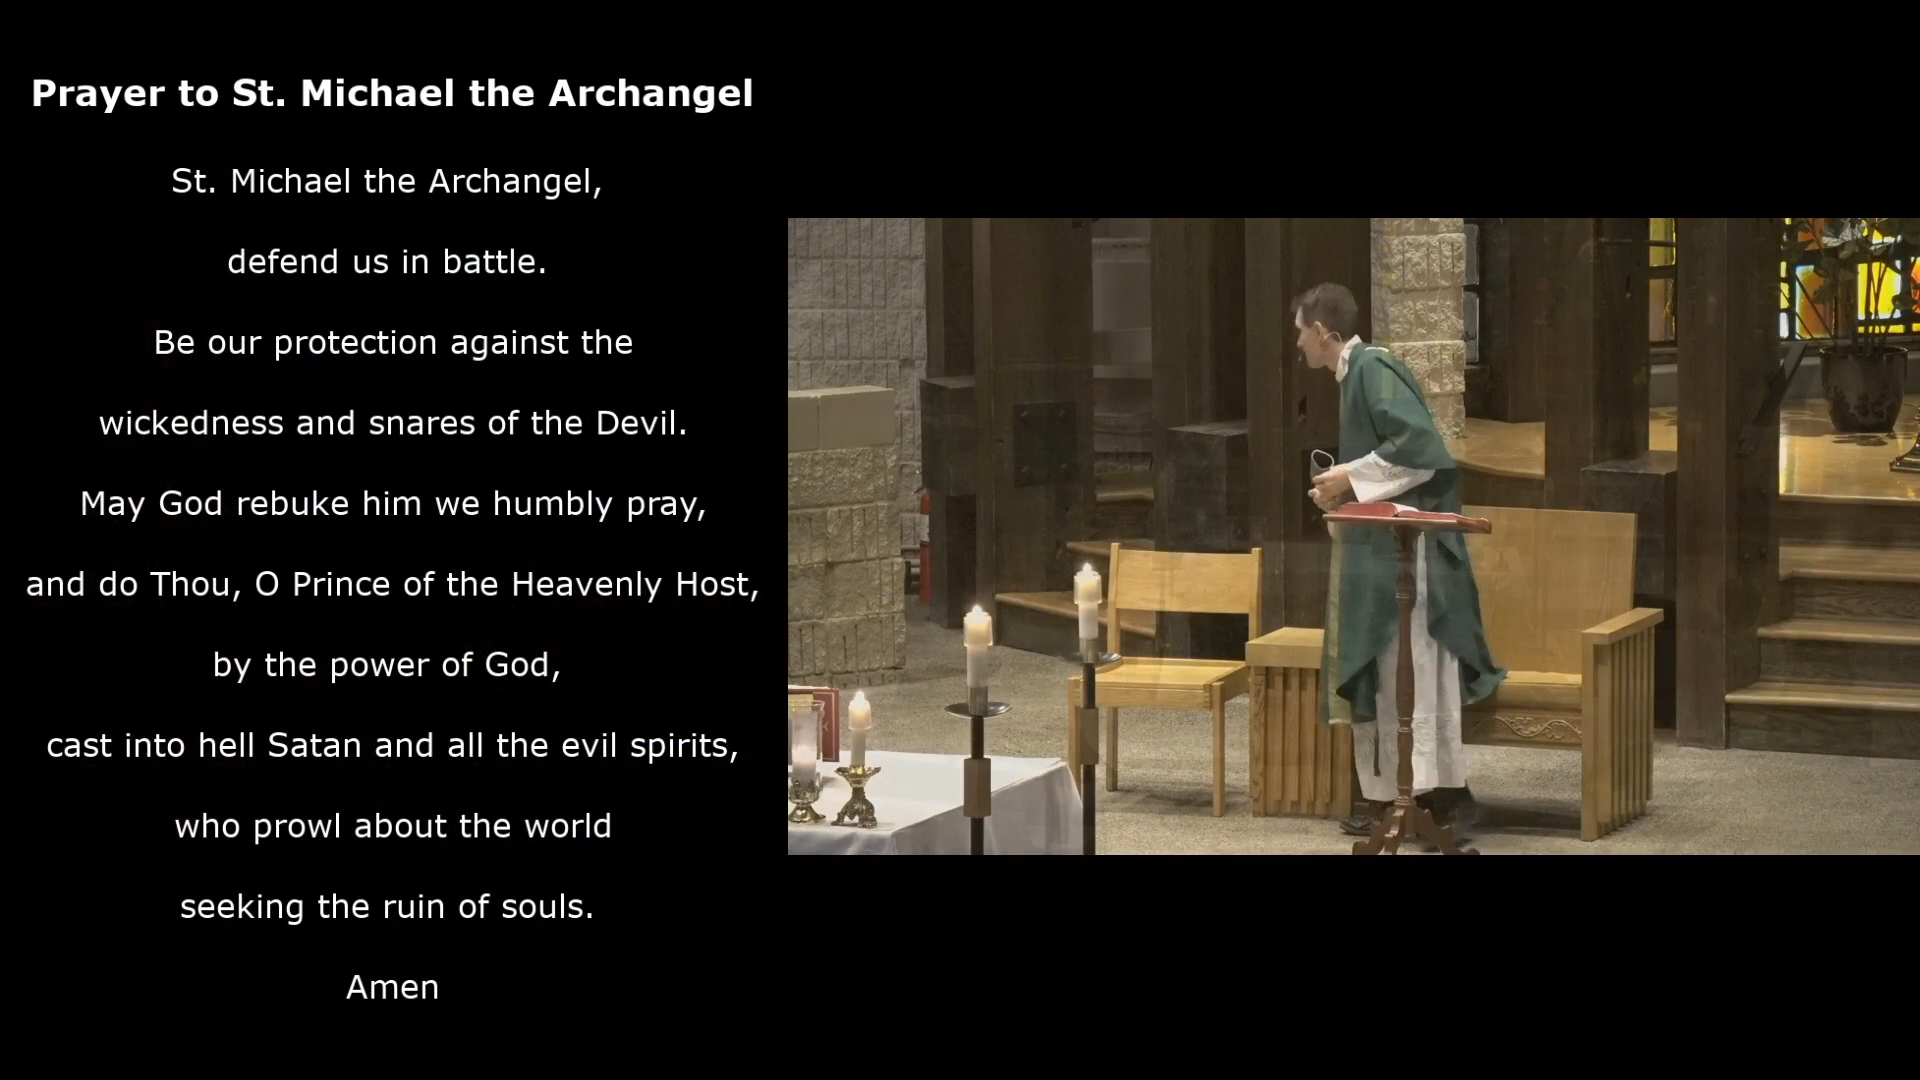 Prayer to St. Michael the Archangel
St. Michael the Archangel,
defend us in battle.
Be our protection against the
wickedness and snares of the Devil.
May God rebuke him we humbly pray,
and do Thou, O Prince of the Heavenly Host,
by the power of God,
cast into hell Satan and all the evil spirits,
who prowl about the world
seeking the ruin of souls.
Amen